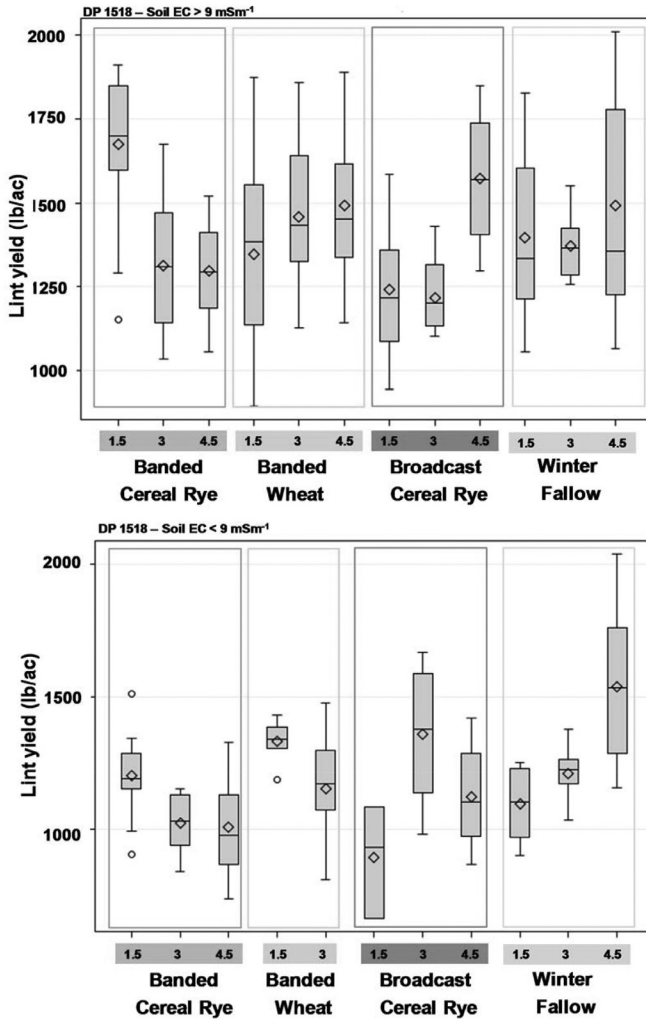 DP 1518 – Soil EC > 9 mSm-1
Lint yield (lb/ac)
2000
1750
1500
1250
1000
1.5 3 4.5 1.5 3 4.5 1.5 3 4.5 1.5 3 4.5
Banded Banded Broadcast Winter
Cereal Rye Wheat Cereal Rye Fallow
DP 1518 – Soil EC < 9 mSm-1
Lint yield (lb/ac)
2000
1500
1000
1.5 3 4.5 1.5 3 1.5 3 4.5 1.5 3 4.5
Banded Banded Broadcast Winter
Cereal Rye Wheat Cereal Rye Fallow